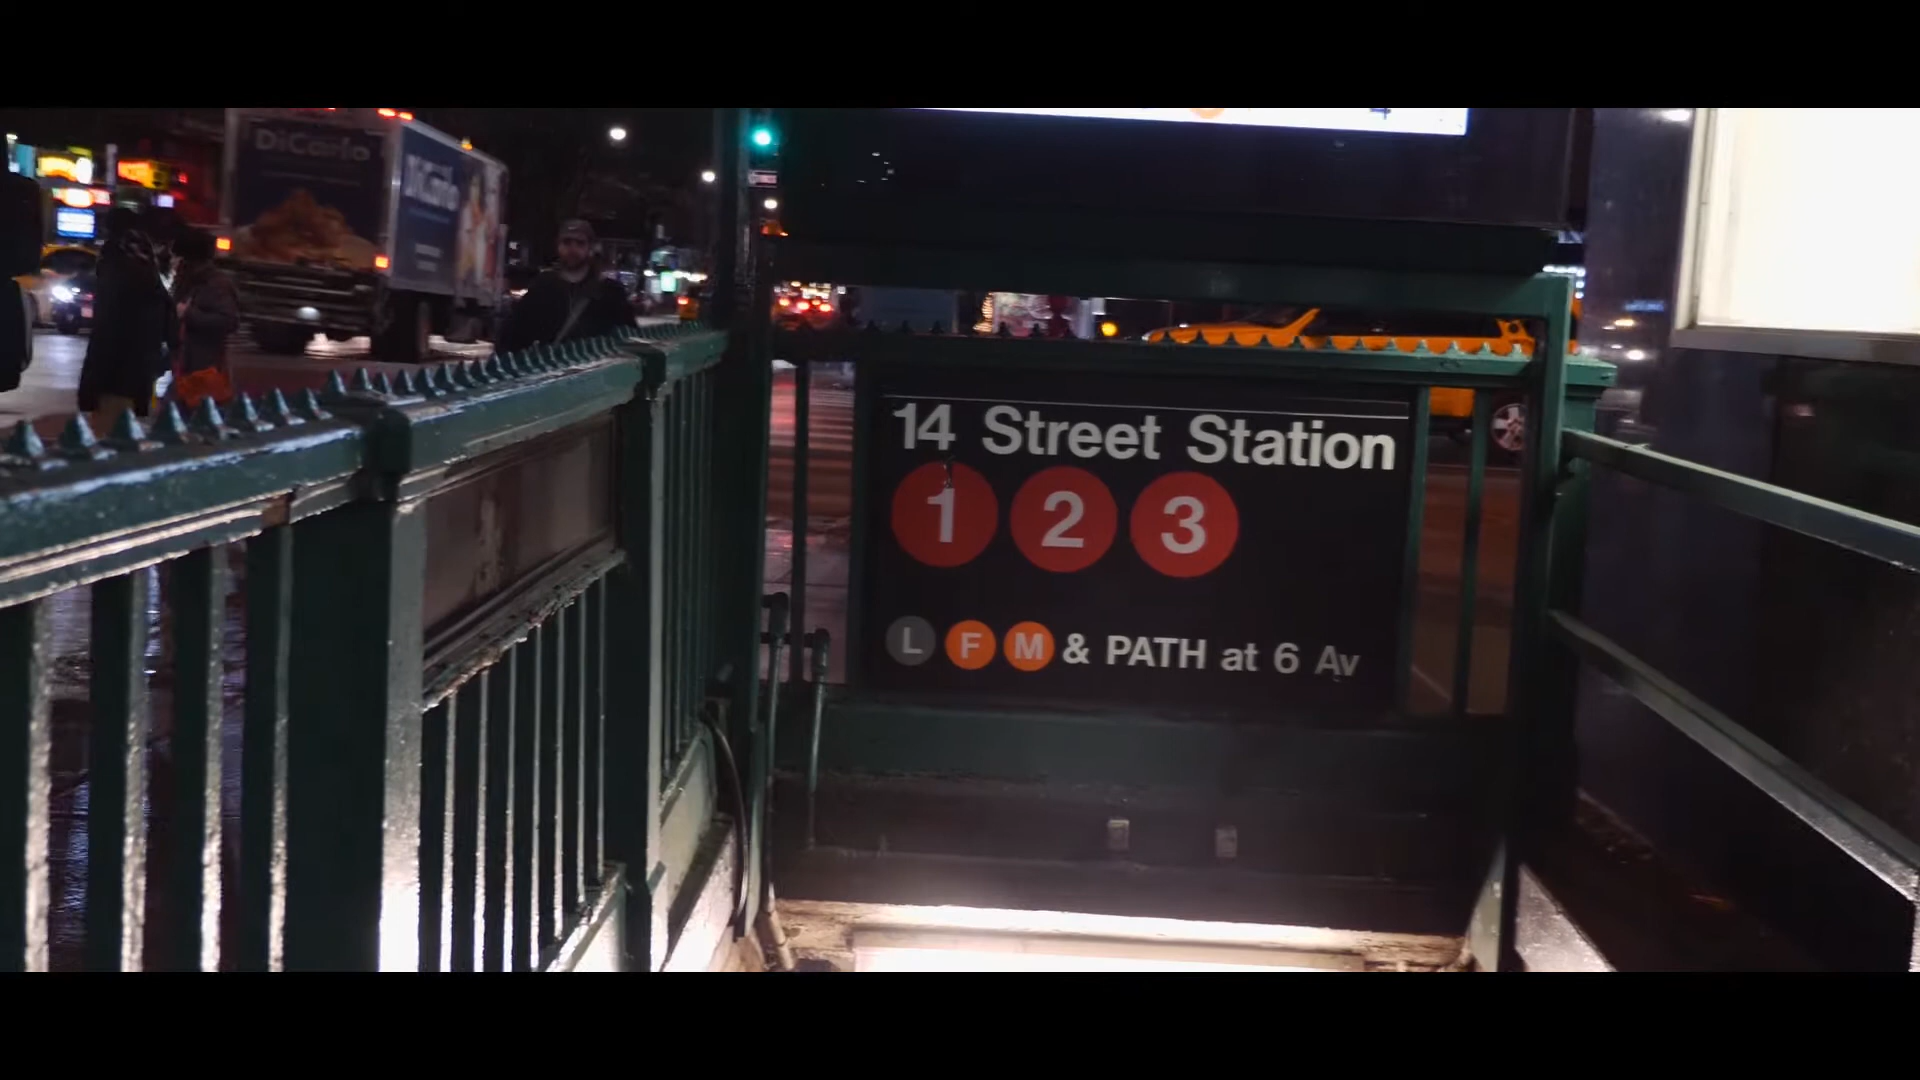 DiCarlo
DiCarlo
14 Street Station
1 2 3
L F M & PATH at 6 Av